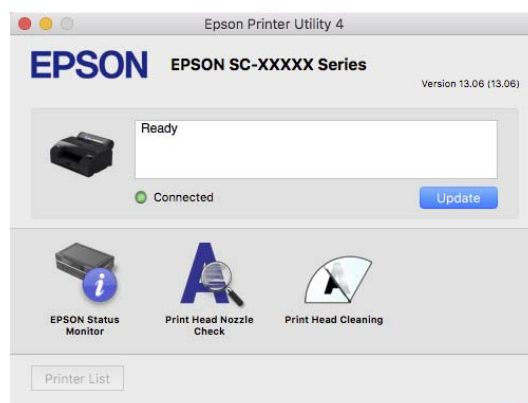 Epson Printer Utility 4
EPSON
EPSON SC-XXXXX Series
Version 13.06 (13.06)
Ready
Connected
Update
EPSON Status
Monitor
Print Head Nozzle
Check
Print Head Cleaning
Printer List